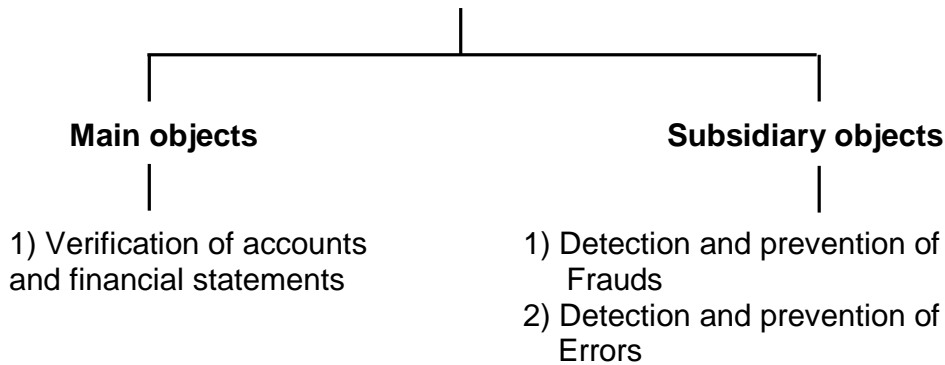 Main objects
Subsidiary objects
1) Verification of accounts
and financial statements
1) Detection and prevention of
Frauds
2) Detection and prevention of
Errors